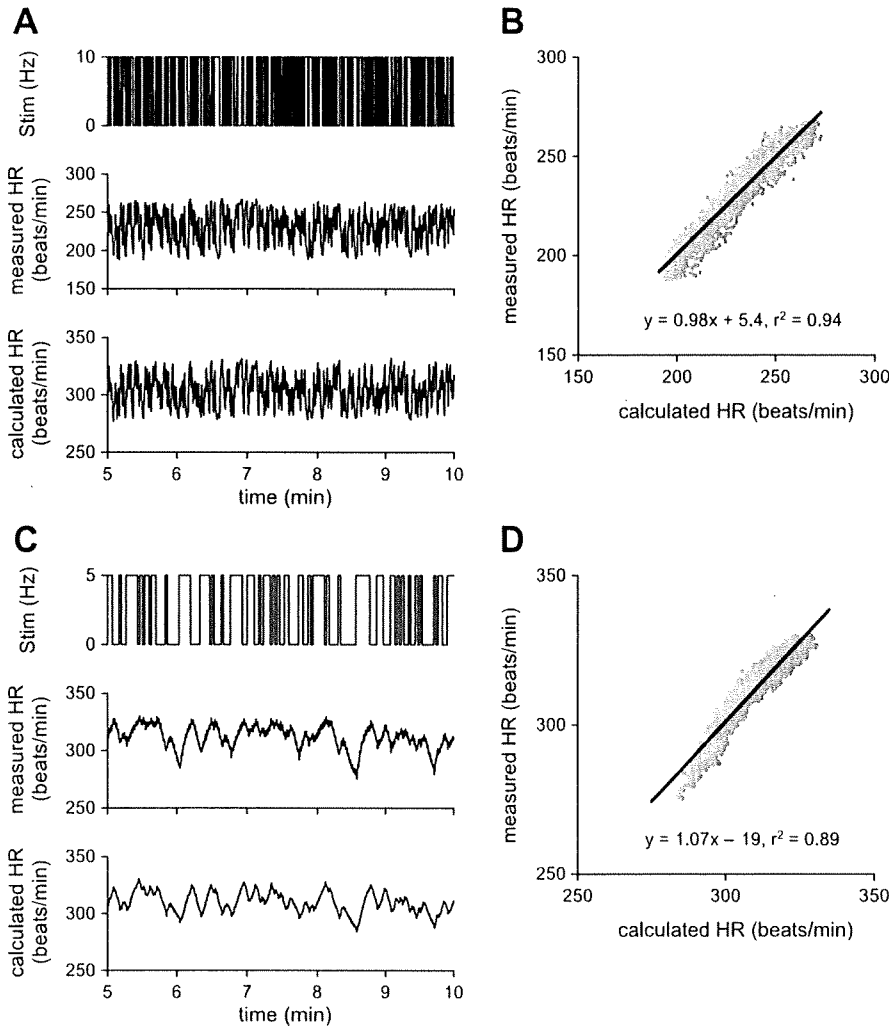 A
10
0
Stim (Hz)
300
250
200
150
measured HR
(beats/min)
350
300
250
calculated HR
(beats/min)
5 6 7 8 9 10
time (min)
B
300
250
200
150
measured HR (beats/min)
y = 0.98x + 5.4, r² = 0.94
150 200 250 300
calculated HR (beats/min)
C
5
0
Stim (Hz)
350
300
250
measured HR
(beats/min)
350
300
250
calculated HR
(beats/min)
5 6 7 8 9 10
time (min)
D
350
300
250
measured HR (beats/min)
y = 1.07x – 19, r² = 0.89
250 300 350
calculated HR (beats/min)